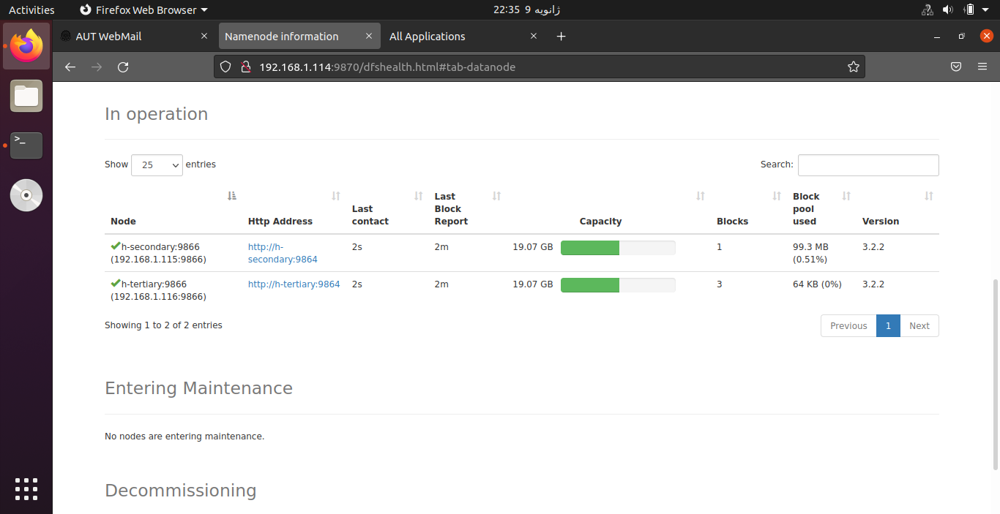 Activities
Firefox Web Browser
22:35 9 ژانویه
AUT WebMail
Namenode information
All Applications
192.168.1.114:9870/dfshealth.html#tab-datanode
In operation
Show 25 entries
Search:
Node
Http Address
Last
contact
Last
Block
Report
Capacity
Blocks
Block
pool
used
Version
h-secondary:9866
(192.168.1.115:9866)
http://h-
secondary:9864
2s
2m
19.07 GB
1
99.3 MB
(0.51%)
3.2.2
h-tertiary:9866
(192.168.1.116:9866)
http://h-tertiary:9864
2s
2m
19.07 GB
3
64 KB (0%)
3.2.2
Showing 1 to 2 of 2 entries
Previous 1 Next
Entering Maintenance
No nodes are entering maintenance.
Decommissioning